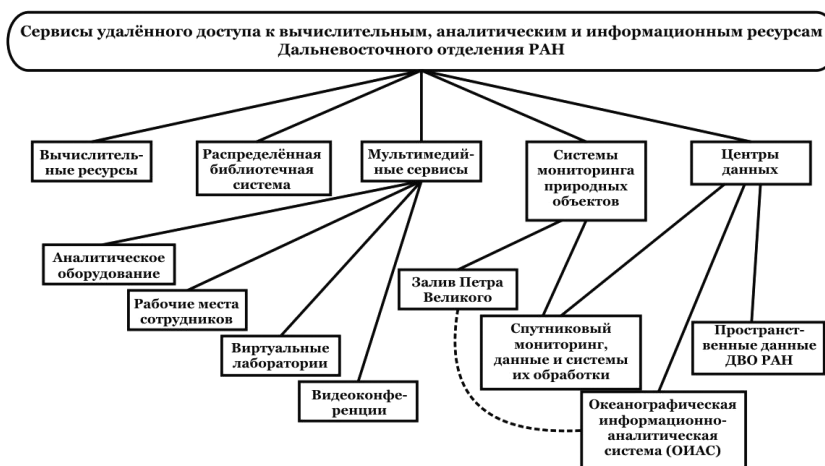 Сервисы удалённого доступа к вычислительным, аналитическим и информационным ресурсам
Дальневосточного отделения РАН
Вычислитель-
ные ресурсы
Распределённая
библиотечная
система
Мультимедий-
ные сервисы
Системы
мониторинга
природных
объектов
Центры
данных
Аналитическое
оборудование
Рабочие места
сотрудников
Виртуальные
лаборатории
Видеоконфе-
ренции
Залив Петра
Великого
Спутниковый
мониторинг,
данные и системы
их обработки
Пространст-
венные данные
ДВО РАН
Океанографическая
информационно-
аналитическая
система (ОИАС)